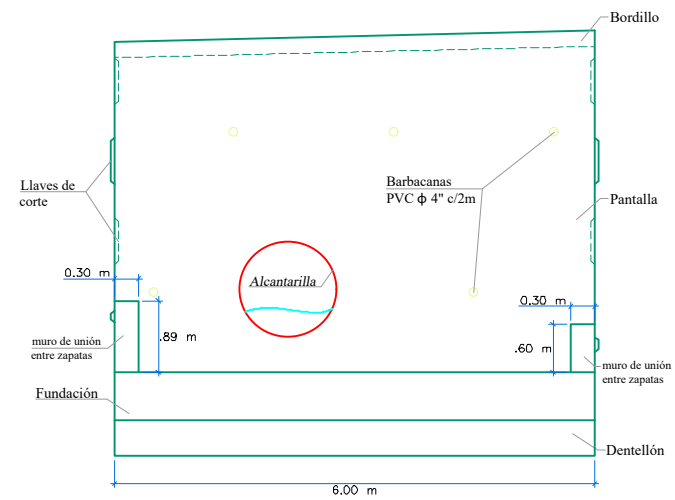 Bordillo
Barbacanas
PVC ϕ 4" c/2m
Llaves de
corte
Pantalla
0.30 m
Alcantarilla
0.30 m
.89 m
muro de unión
entre zapatas
.60 m
muro de unión
entre zapatas
Fundación
Dentellón
6.00 m